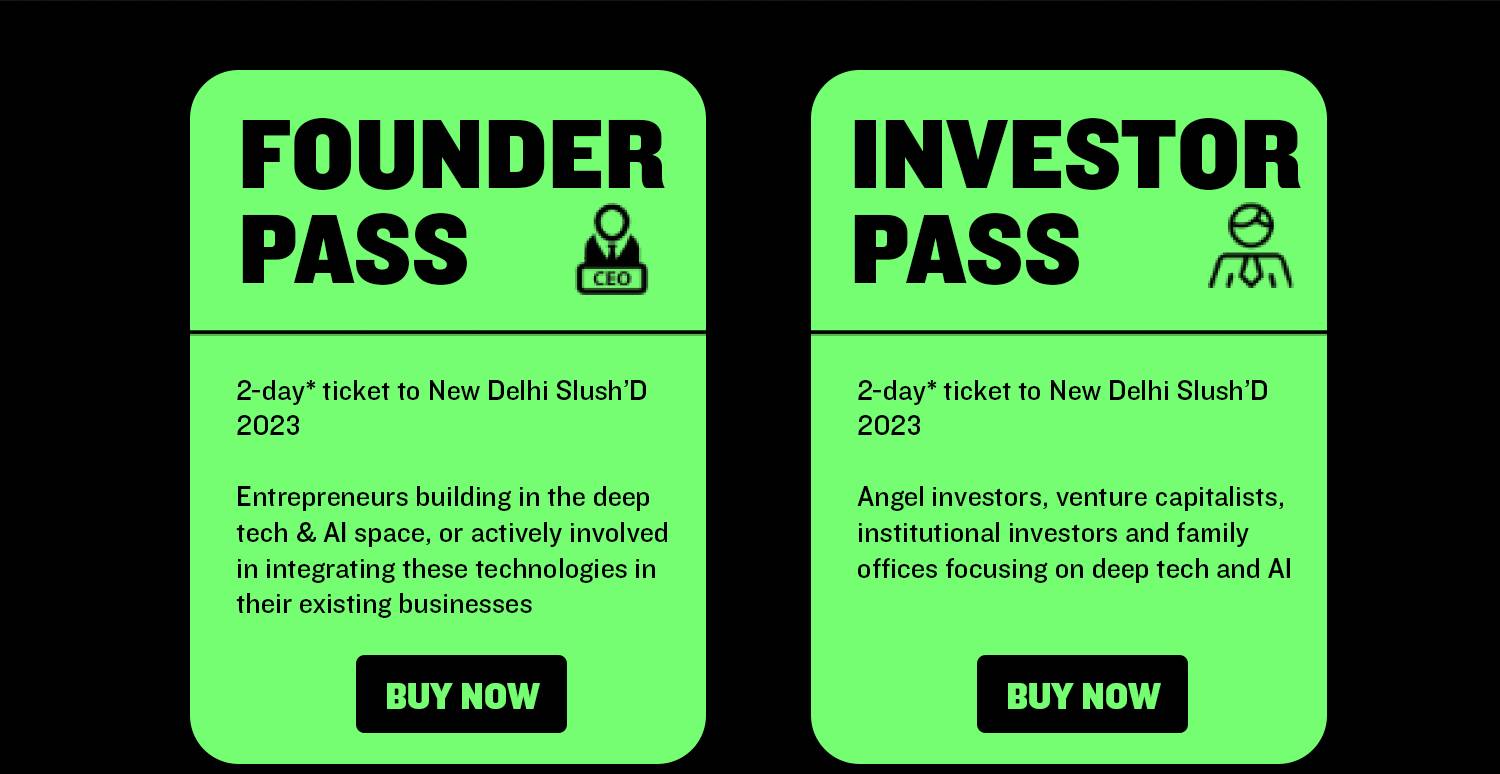 FOUNDER
PASS
CEO
2-day* ticket to New Delhi Slush’D
2023
Entrepreneurs building in the deep
tech & AI space, or actively involved
in integrating these technologies in
their existing businesses
BUY NOW
INVESTOR
PASS
2-day* ticket to New Delhi Slush’D
2023
Angel investors, venture capitalists,
institutional investors and family
offices focusing on deep tech and AI
BUY NOW